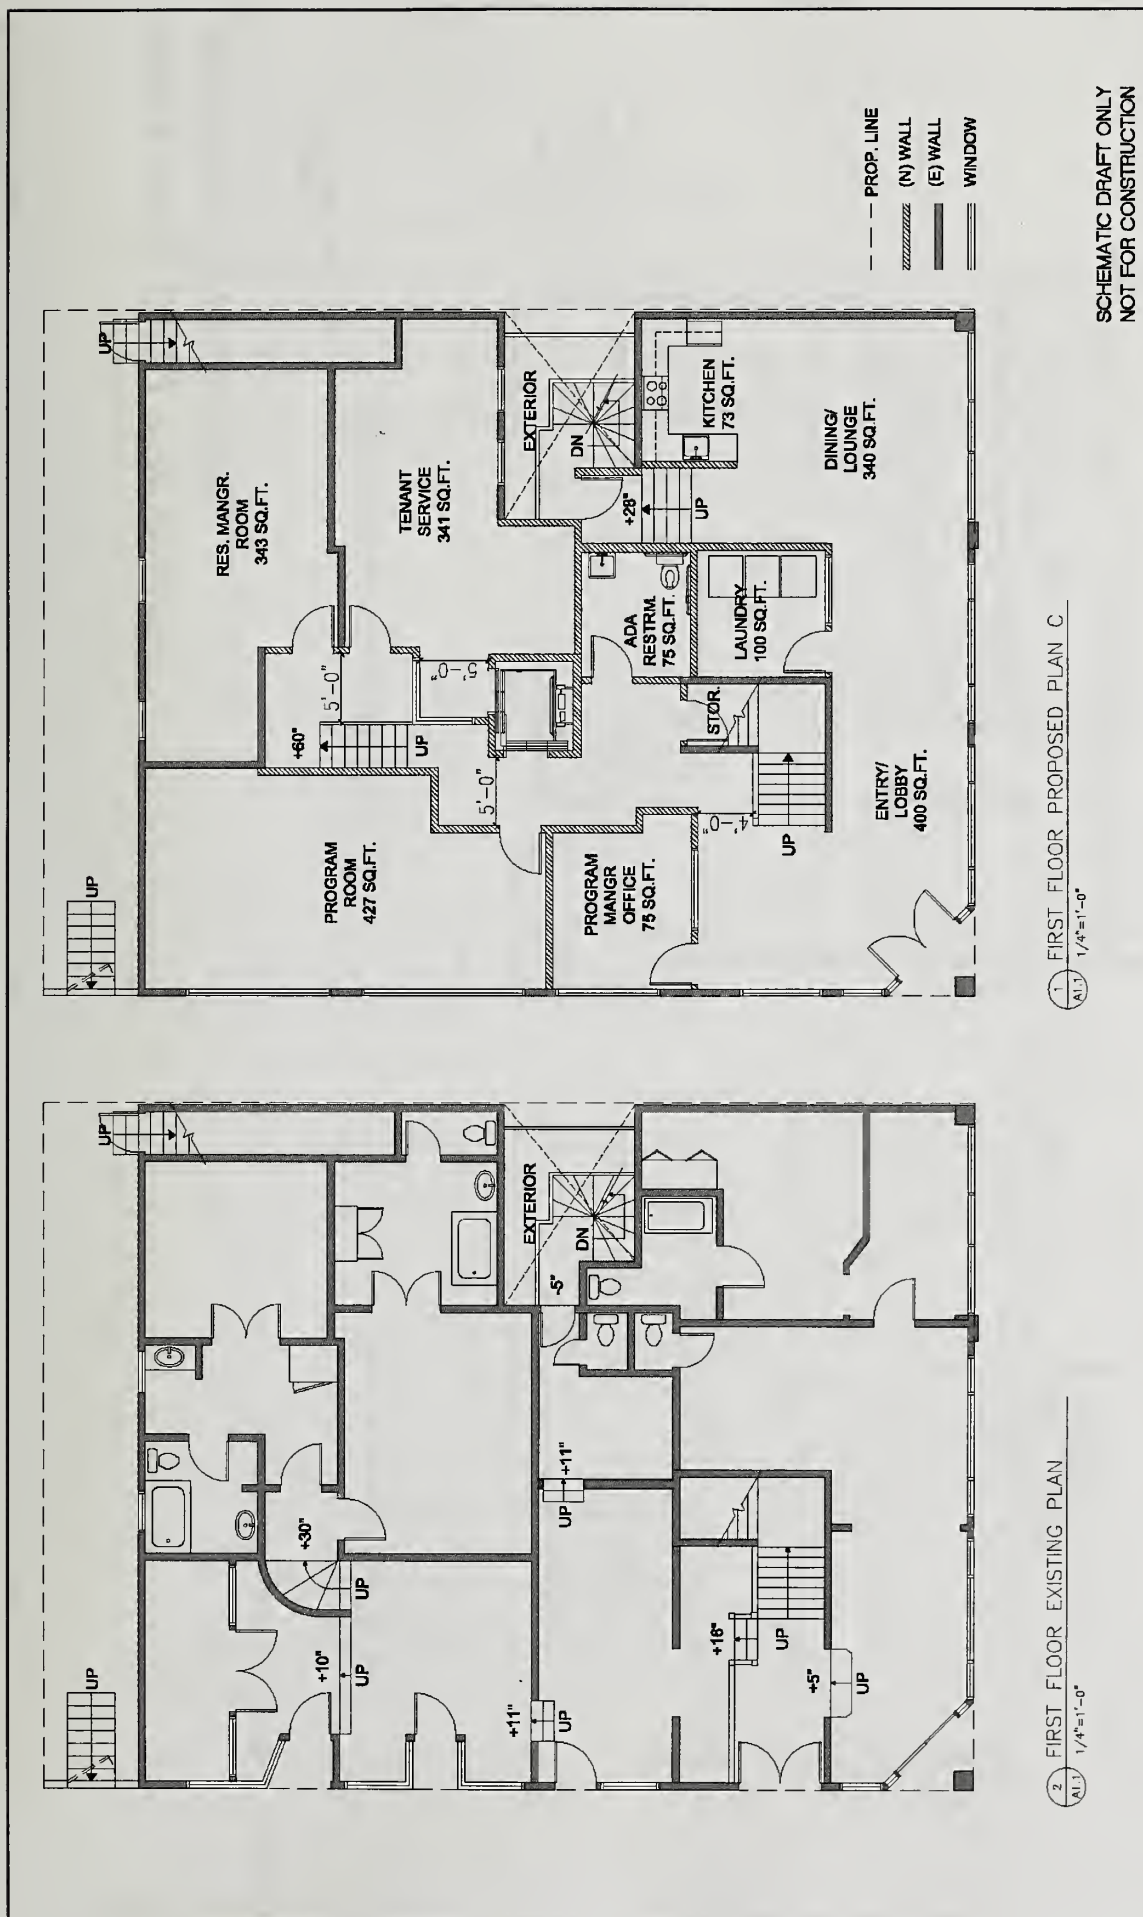 UP
UP
+10"
UP
+30"
UP
+11"
UP
UP
+11"
-5"
EXTERIOR
DN
+16"
UP
+5"
UP
UP
2
A1.1
FIRST FLOOR EXISTING PLAN
1/4"=1'-0"
UP
UP
RES. MANGR.
ROOM
343 SQ.FT.
TENANT
SERVICE
341 SQ.FT.
PROGRAM
ROOM
427 SQ.FT.
+60"
UP
5'-0"
5'-0"
5'-0"
EXTERIOR
DN
+28"
UP
KITCHEN
73 SQ.FT.
ADA
RESTRM.
75 SQ.FT.
LAUNDRY
100 SQ.FT.
STOR.
PROGRAM
MANGR
OFFICE
75 SQ.FT.
4'-0"
UP
ENTRY/
LOBBY
400 SQ.FT.
DINING/
LOUNGE
340 SQ.FT.
1
A1.1
FIRST FLOOR PROPOSED PLAN C
1/4"=1'-0"
PROP. LINE
(N) WALL
(E) WALL
WINDOW
SCHEMATIC DRAFT ONLY
NOT FOR CONSTRUCTION